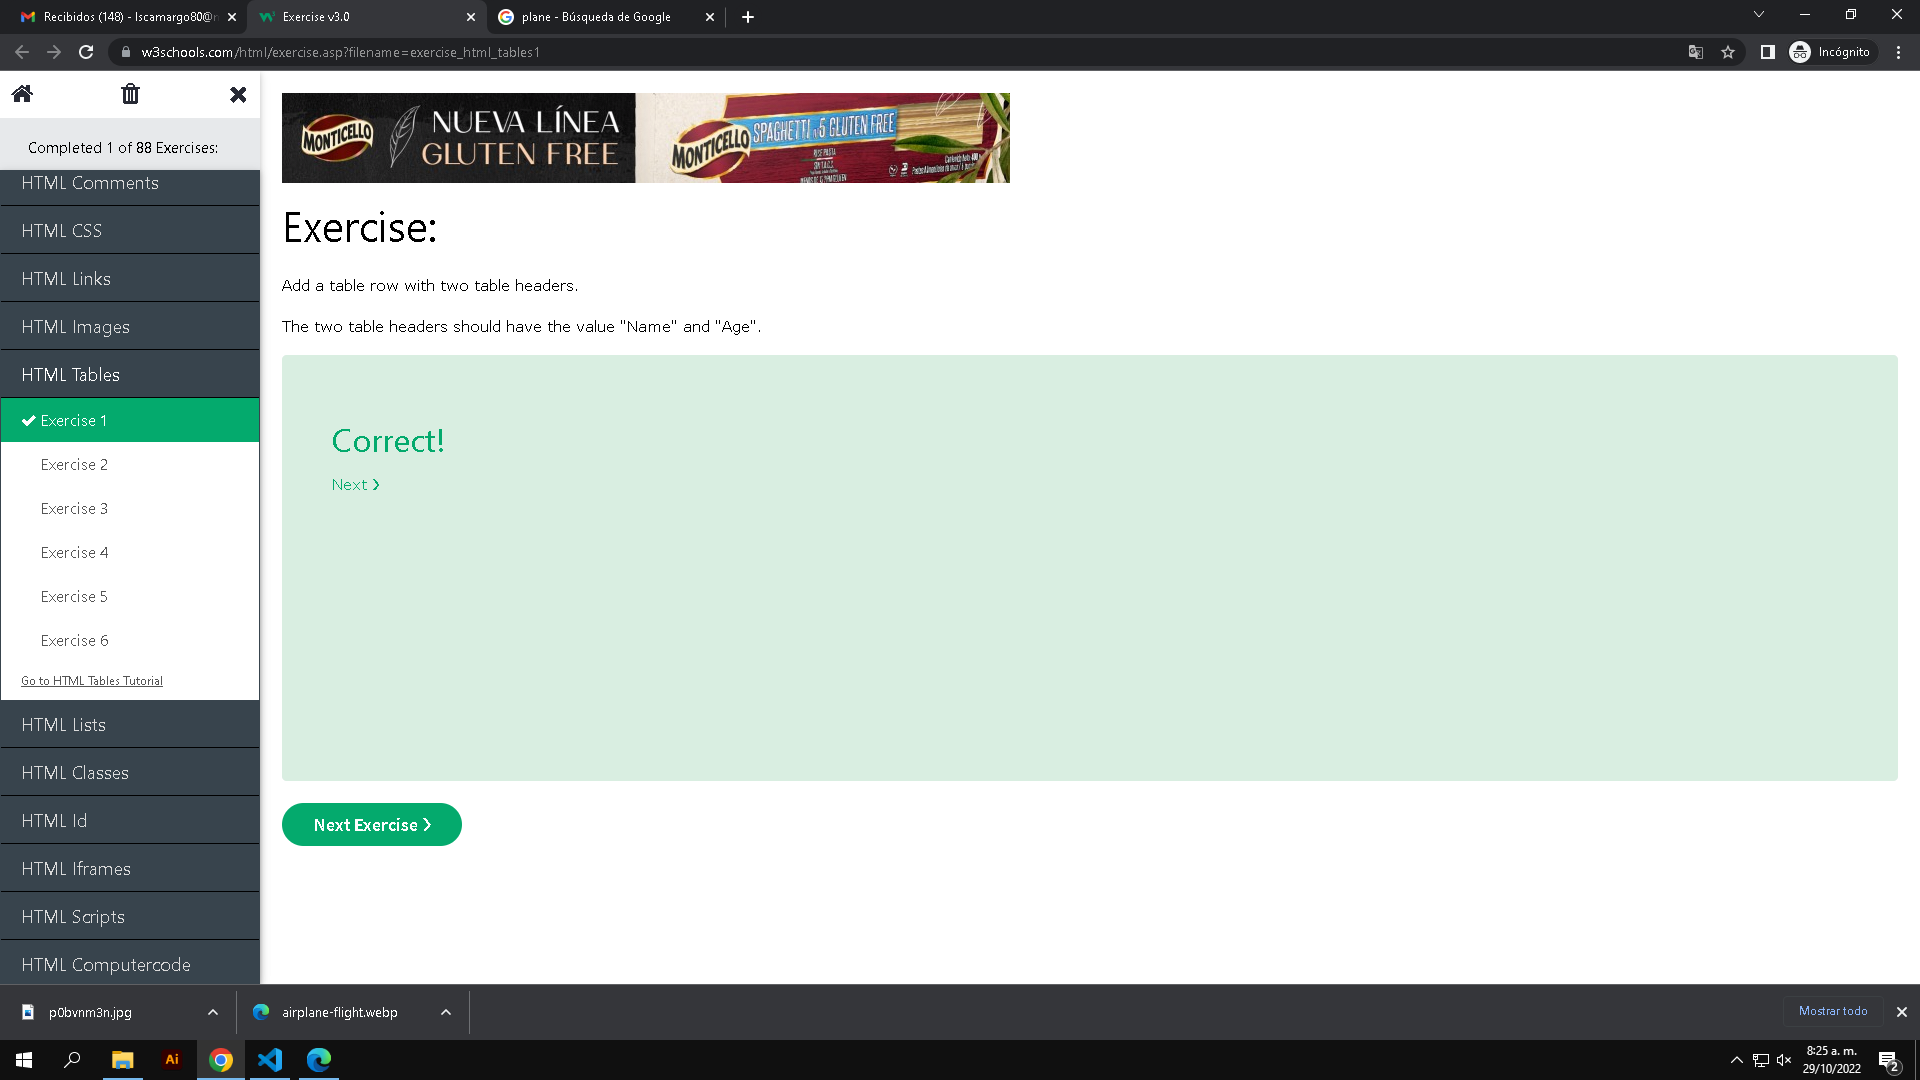 Recibidos (148) - lscamargo80@
Exercise v3.0
plane - Búsqueda de Google
w3schools.com/html/exercise.asp?filename=exercise_html_tables1
Incógnito
Completed 1 of 88 Exercises:
HTML Comments
HTML CSS
HTML Links
HTML Images
HTML Tables
Exercise 1
Exercise 2
Exercise 3
Exercise 4
Exercise 5
Exercise 6
Go to HTML Tables Tutorial
HTML Lists
HTML Classes
HTML Id
HTML Iframes
HTML Scripts
HTML Computercode
MONTICELLO
NUEVA LÍNEA
GLUTEN FREE
MONTICELLO
SPAGHETTI n.5 GLUTEN FREE
Exercise:
Add a table row with two table headers.
The two table headers should have the value "Name" and "Age".
Correct!
Next ❯
Next Exercise ❯
p0bvnm3n.jpg
airplane-flight.webp
Mostrar todo
Ai
8:25 a. m.
29/10/2022
2